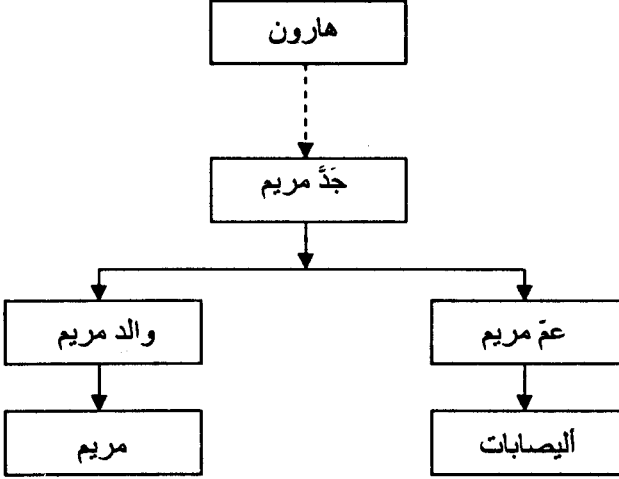 هارون
جَدَّ مريم
عمّ مريم
والد مريم
أليصابات
مريم